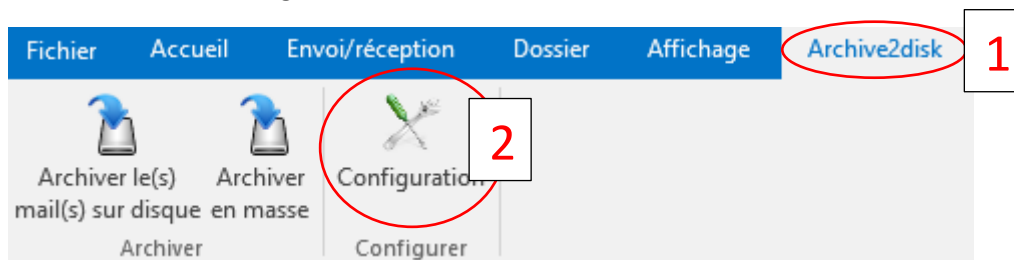 Fichier Accueil Envoi/réception Dossier Affichage Archive2disk 1
2
Archiver le(s) Archiver Configuration
mail(s) sur disque en masse
Archiver Configurer